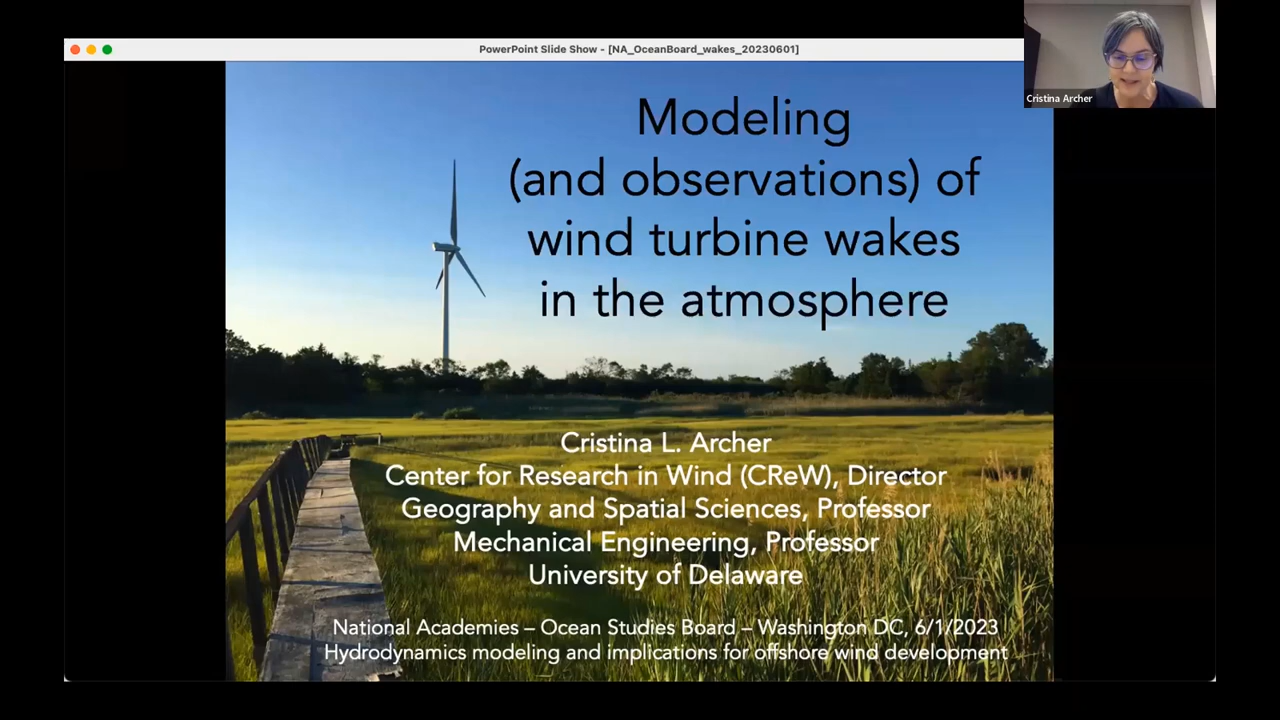 PowerPoint Slide Show - [NA_OceanBoard_wakes_20230601]
Cristina Archer
Modeling
(and observations) of
wind turbine wakes
in the atmosphere
Cristina L. Archer
Center for Research in Wind (CReW), Director
Geography and Spatial Sciences, Professor
Mechanical Engineering, Professor
University of Delaware
National Academies – Ocean Studies Board – Washington DC, 6/1/2023
Hydrodynamics modeling and implications for offshore wind development